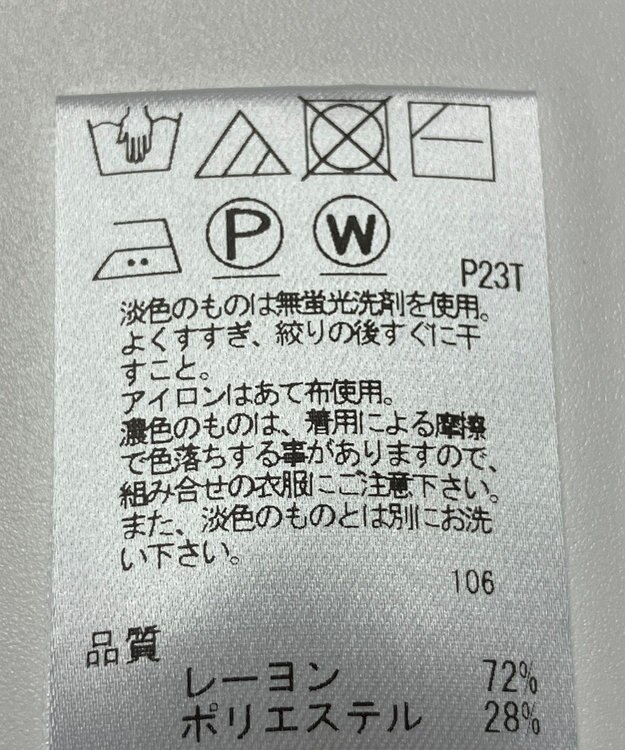 P W P23T
淡色のものは無蛍光洗剤を使用。
よくすすぎ、絞りの後すぐに干
すこと。
アイロンはあて布使用。
濃色のものは、着用による摩擦
で色落ちする事がありますので、
組み合せの衣服にご注意下さい。
また、淡色のものとは別にお洗
い下さい。
106
品質
レーヨン 72%
ポリエステル 28%